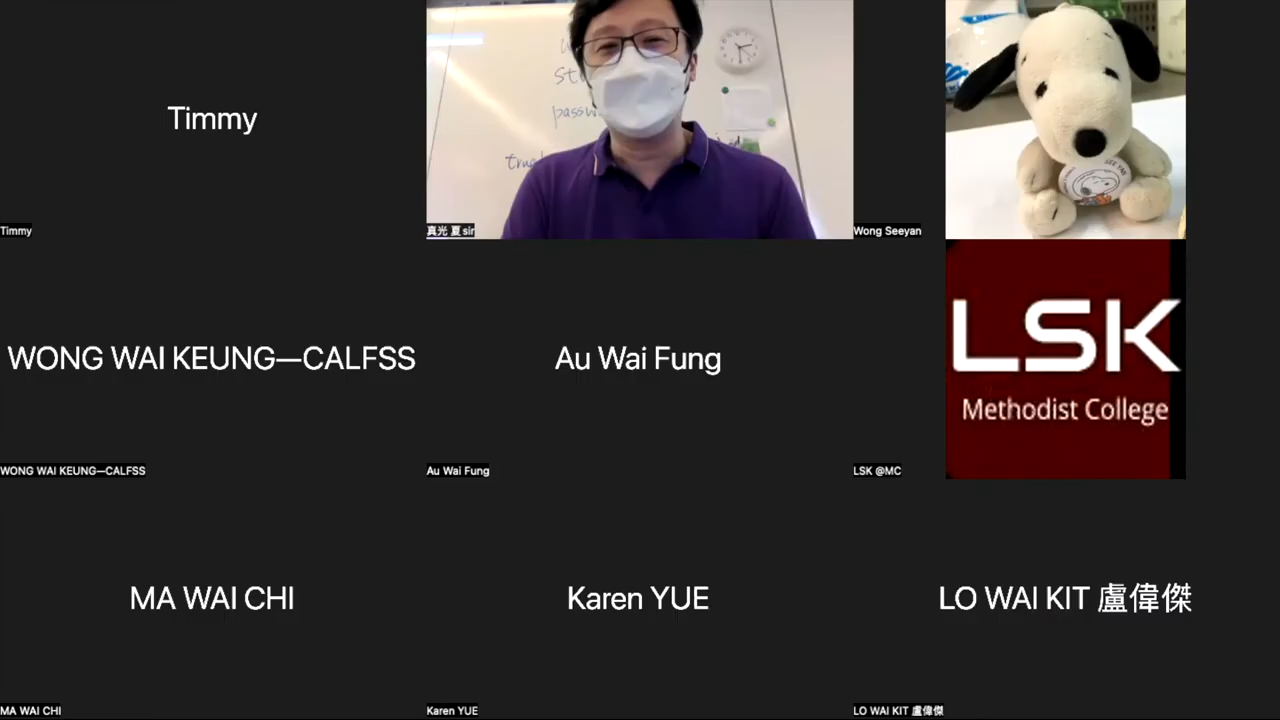 Timmy
Timmy
真光 夏 sir
SEE YAN
Wong Seeyan
WONG WAI KEUNG—CALFSS
WONG WAI KEUNG—CALFSS
Au Wai Fung
Au Wai Fung
LSK
Methodist College
LSK @MC
MA WAI CHI
MA WAI CHI
Karen YUE
Karen YUE
LO WAI KIT 盧偉傑
LO WAI KIT 盧偉傑